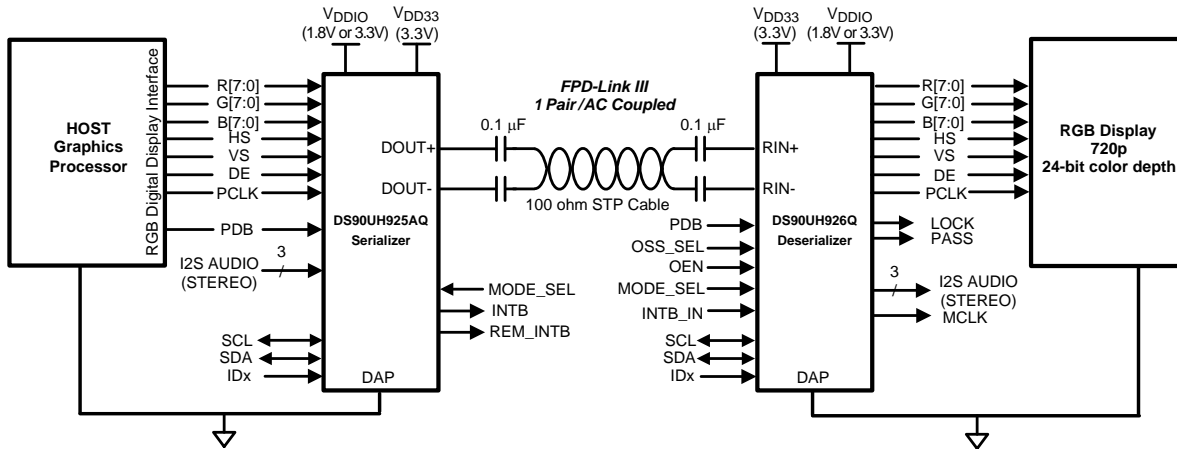 VDDIO
(1.8V or 3.3V)
VDD33
(3.3V)
VDD33
(3.3V)
VDDIO
(1.8V or 3.3V)
HOST
Graphics
Processor
RGB Digital Display Interface
R[7:0]
G[7:0]
B[7:0]
HS
VS
DE
PCLK
PDB
3
I2S AUDIO
(STEREO)
SCL
SDA
IDx
DOUT+
DOUT-
DS90UH925AQ
Serializer
DAP
MODE_SEL
INTB
REM_INTB
FPD-Link III
1 Pair /AC Coupled
0.1 μF
0.1 μF
100 ohm STP Cable
PDB
OSS_SEL
OEN
MODE_SEL
INTB_IN
SCL
SDA
IDx
RIN+
RIN-
DS90UH926Q
Deserializer
DAP
R[7:0]
G[7:0]
B[7:0]
HS
VS
DE
PCLK
LOCK
PASS
3
I2S AUDIO
(STEREO)
MCLK
RGB Display
720p
24-bit color depth